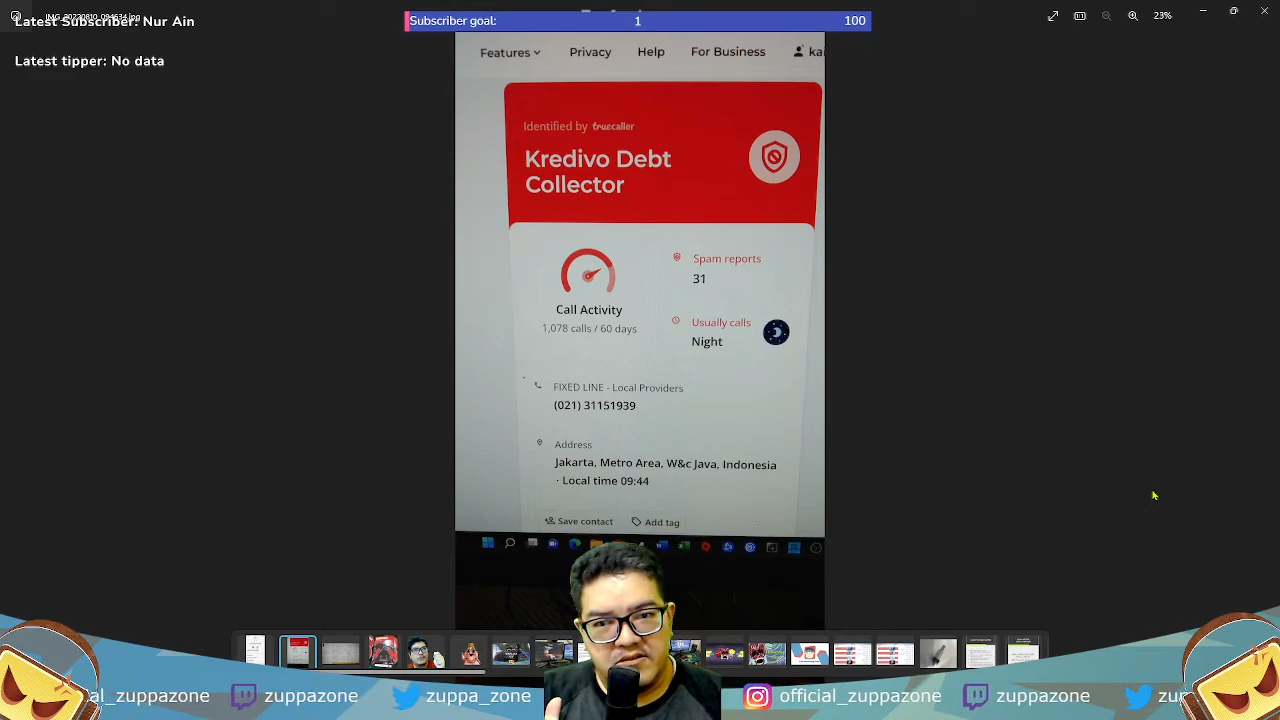 Latest Subscriber: Nur Ain
Latest tipper: no data
Subscriber goal: 1 100
23%
Features Privacy Help For Business
Identified by truecaller
Kredivo Debt
Collector
Call Activity
1,078 calls / 60 days
Spam reports
31
Usually calls
Night
FIXED LINE - Local Providers
(021) 31151939
Address
Jakarta, Metro Area, W&c Java, Indonesia
· Local time 09:44
Save contact Add tag
al_zuppazone zuppazone zuppa_zone official_zuppazone zuppazone